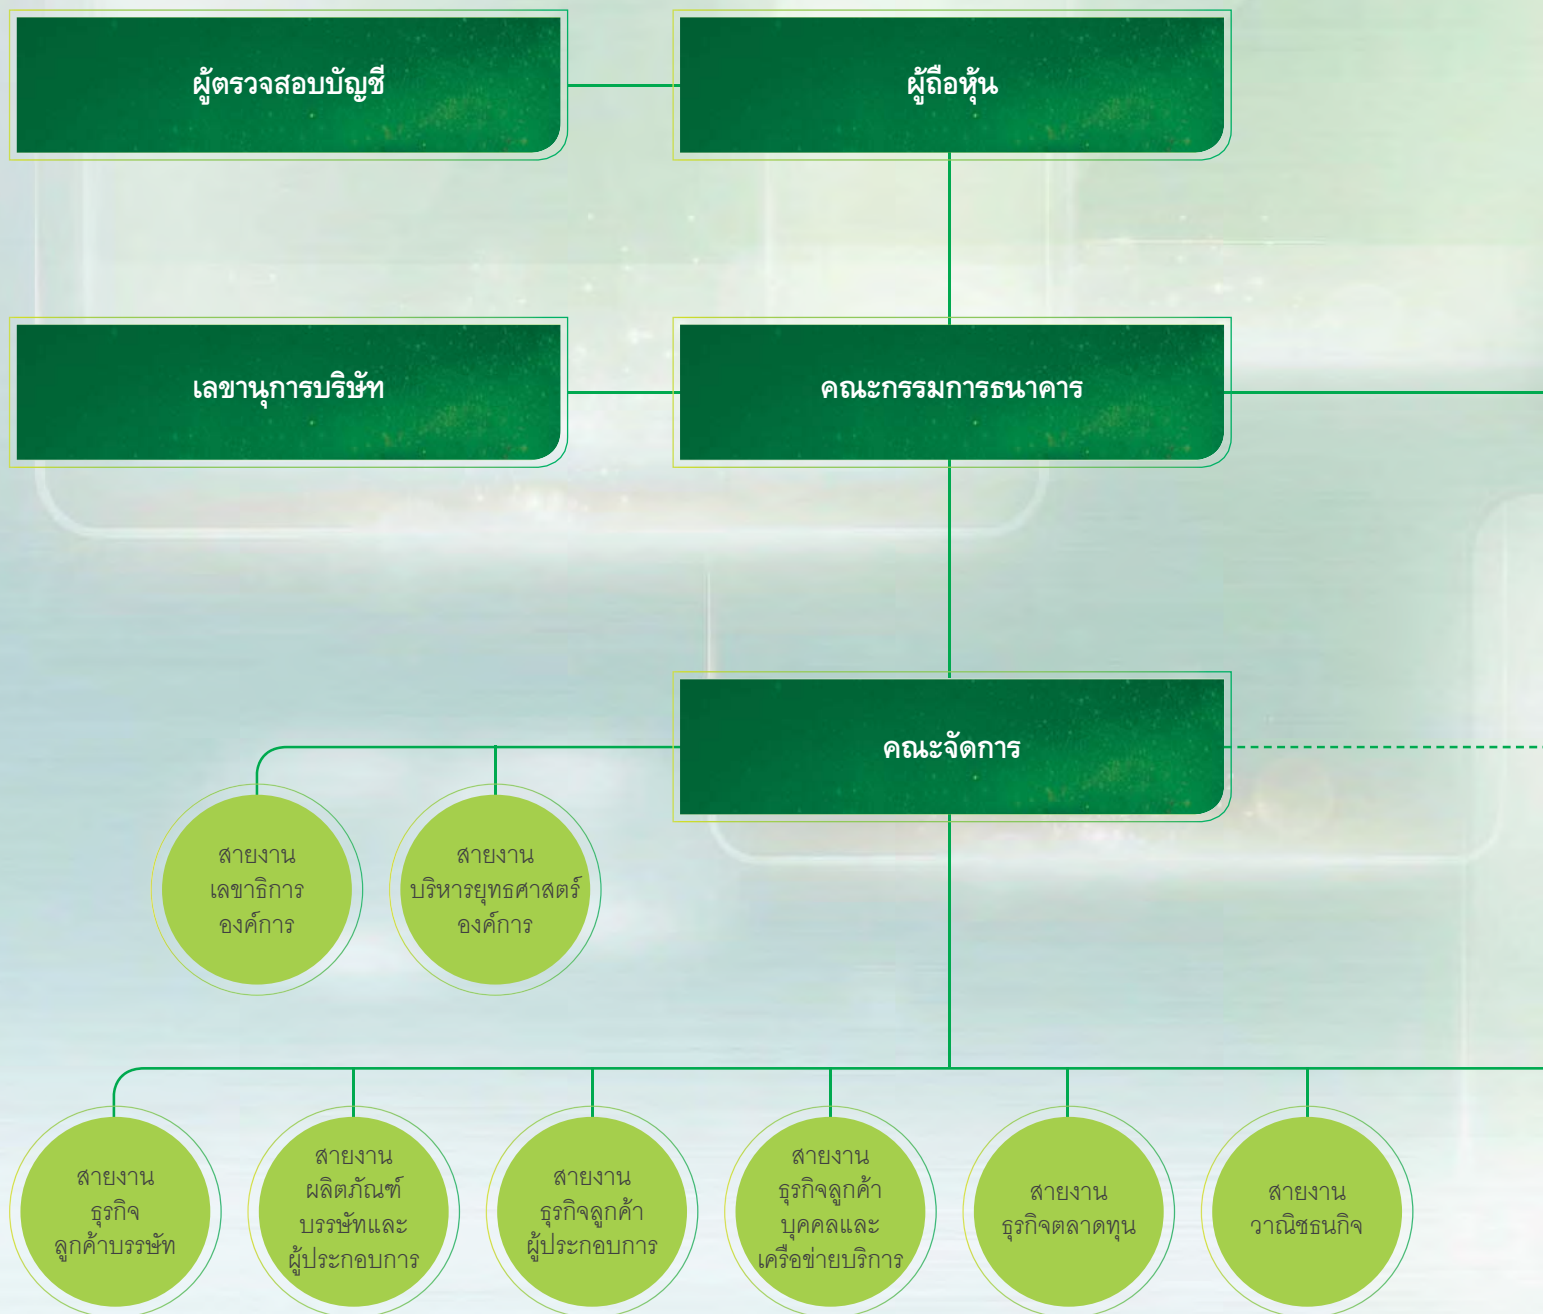 ผู้ตรวจสอบบัญชี
ผู้ถือหุ้น
เลขานุการบริษัท
คณะกรรมการธนาคาร
คณะจัดการ
สายงาน
เลขาธิการ
องค์การ
สายงาน
บริหารยุทธศาสตร์
องค์การ
สายงาน
ธุรกิจ
ลูกค้าบรรษัท
สายงาน
ผลิตภัณฑ์
บรรษัทและ
ผู้ประกอบการ
สายงาน
ธุรกิจลูกค้า
ผู้ประกอบการ
สายงาน
ธุรกิจลูกค้า
บุคคลและ
เครือข่ายบริการ
สายงาน
ธุรกิจตลาดทุน
สายงาน
วาณิชธนกิจ